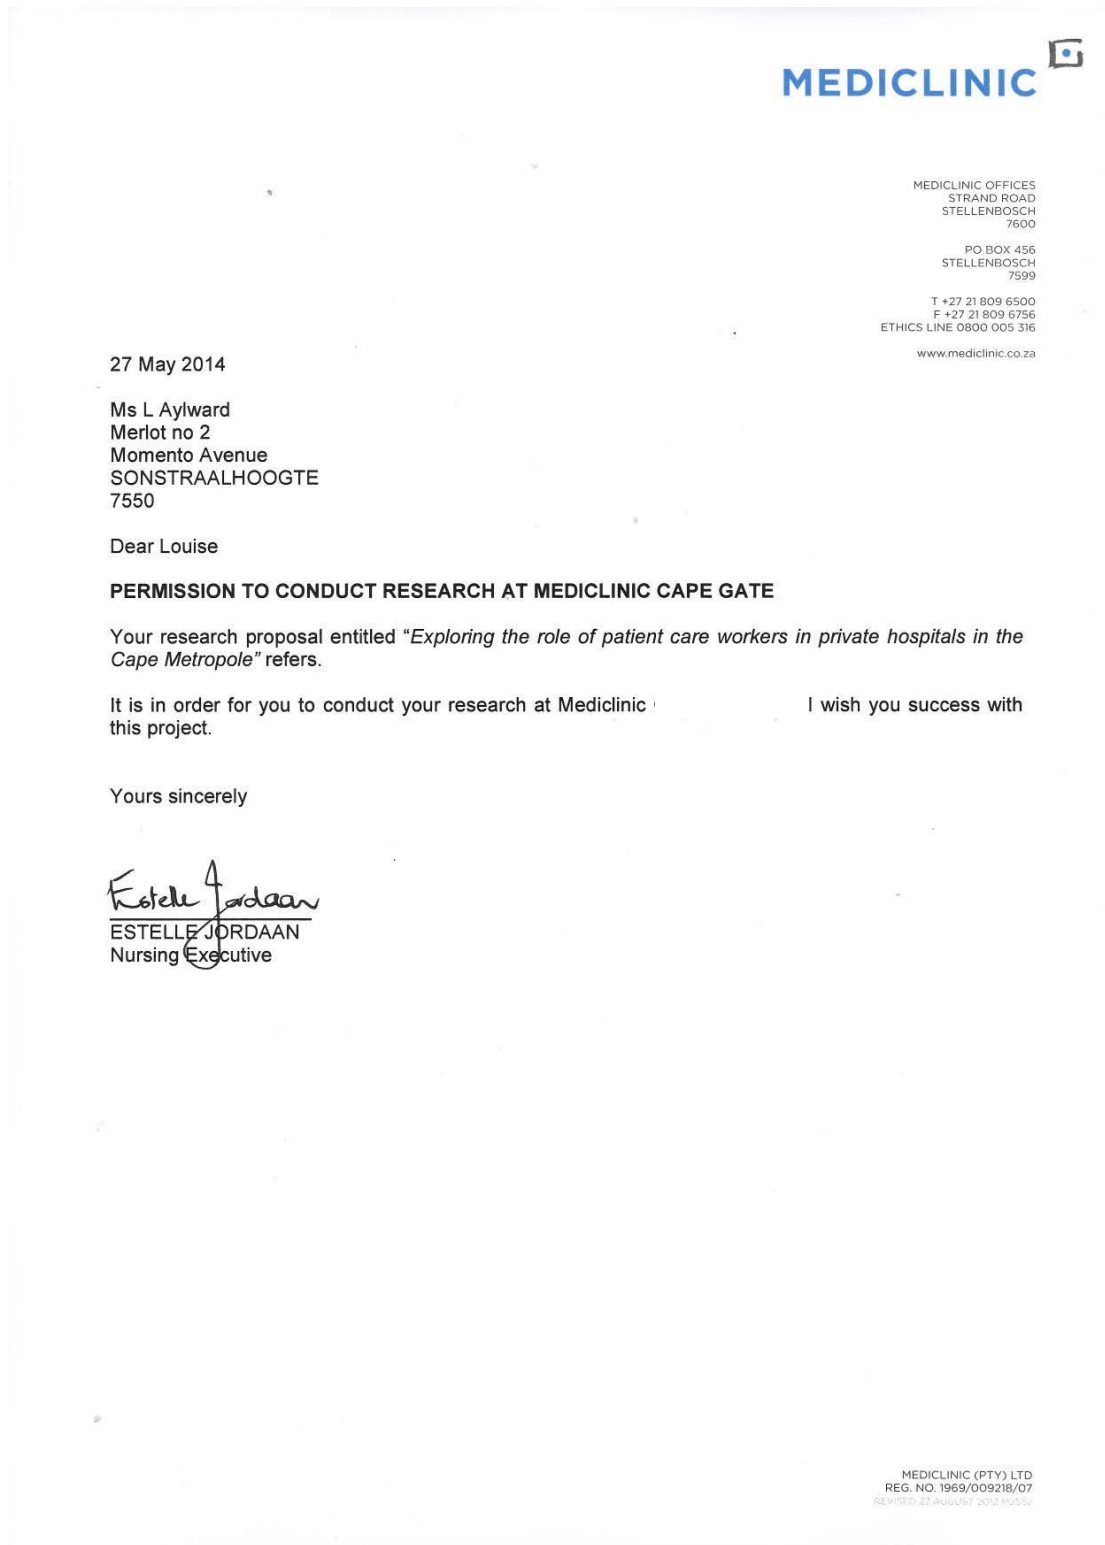 MEDICLINIC
MEDICLINIC OFFICES
STRAND ROAD
STELLENBOSCH
7600
PO BOX 456
STELLENBOSCH
7599
T +27 21 809 6500
F +27 21 809 6756
ETHICS LINE 0800 005 316
www.mediclinic.co.za
27 May 2014
Ms L Aylward
Merlot no 2
Momento Avenue
SONSTRAALHOOGTE
7550
Dear Louise
PERMISSION TO CONDUCT RESEARCH AT MEDICLINIC CAPE GATE
Your research proposal entitled “Exploring the role of patient care workers in private hospitals in the
Cape Metropole” refers.
It is in order for you to conduct your research at Mediclinic I wish you success with
this project.
Yours sincerely
Estelle Jordaan
ESTELLE JORDAAN
Nursing Executive
MEDICLINIC (PTY) LTD
REG. NO. 1969/009218/07
REVISED 27 AUGUST 2012